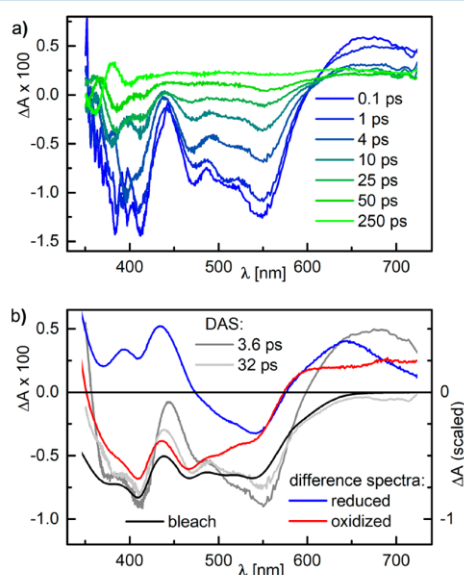 a)
0.5
0.0
-0.5
-1.0
-1.5
ΔA x 100
0.1 ps
1 ps
4 ps
10 ps
25 ps
50 ps
250 ps
400 500 600 700
λ [nm]
b)
0.5
0.0
-0.5
-1.0
ΔA x 100
DAS:
3.6 ps
32 ps
0
-1
ΔA (scaled)
difference spectra:
bleach
reduced
oxidized
400 500 600 700
λ [nm]